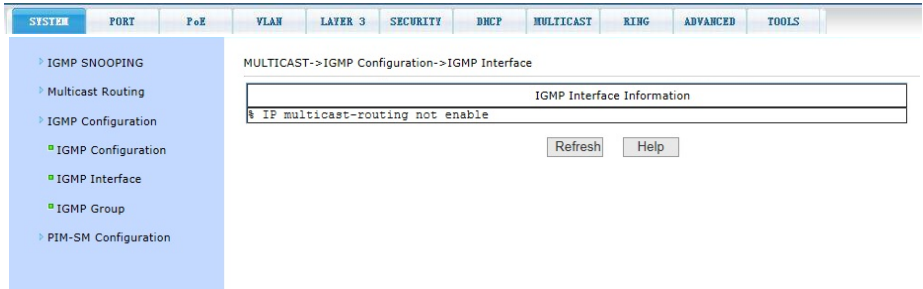 SYSTEM PORT PoE VLAN LAYER 3 SECURITY DHCP MULTICAST RING ADVANCED TOOLS
IGMP SNOOPING
Multicast Routing
IGMP Configuration
IGMP Configuration
IGMP Interface
IGMP Group
PIM-SM Configuration
MULTICAST->IGMP Configuration->IGMP Interface
IGMP Interface Information
% IP multicast-routing not enable
Refresh Help